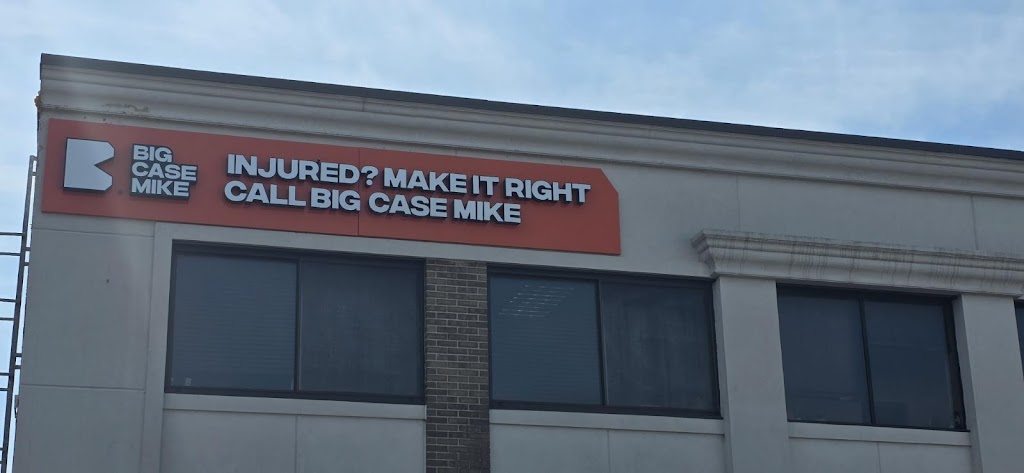 BIG
CASE
MIKE
INJURED? MAKE IT RIGHT
CALL BIG CASE MIKE